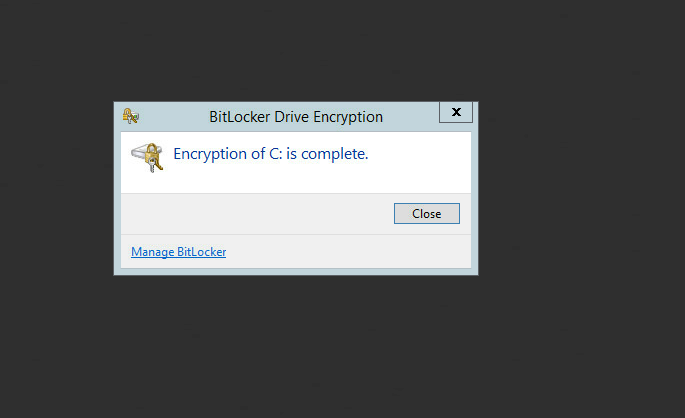 BitLocker Drive Encryption
x
Encryption of C: is complete.
Close
Manage BitLocker